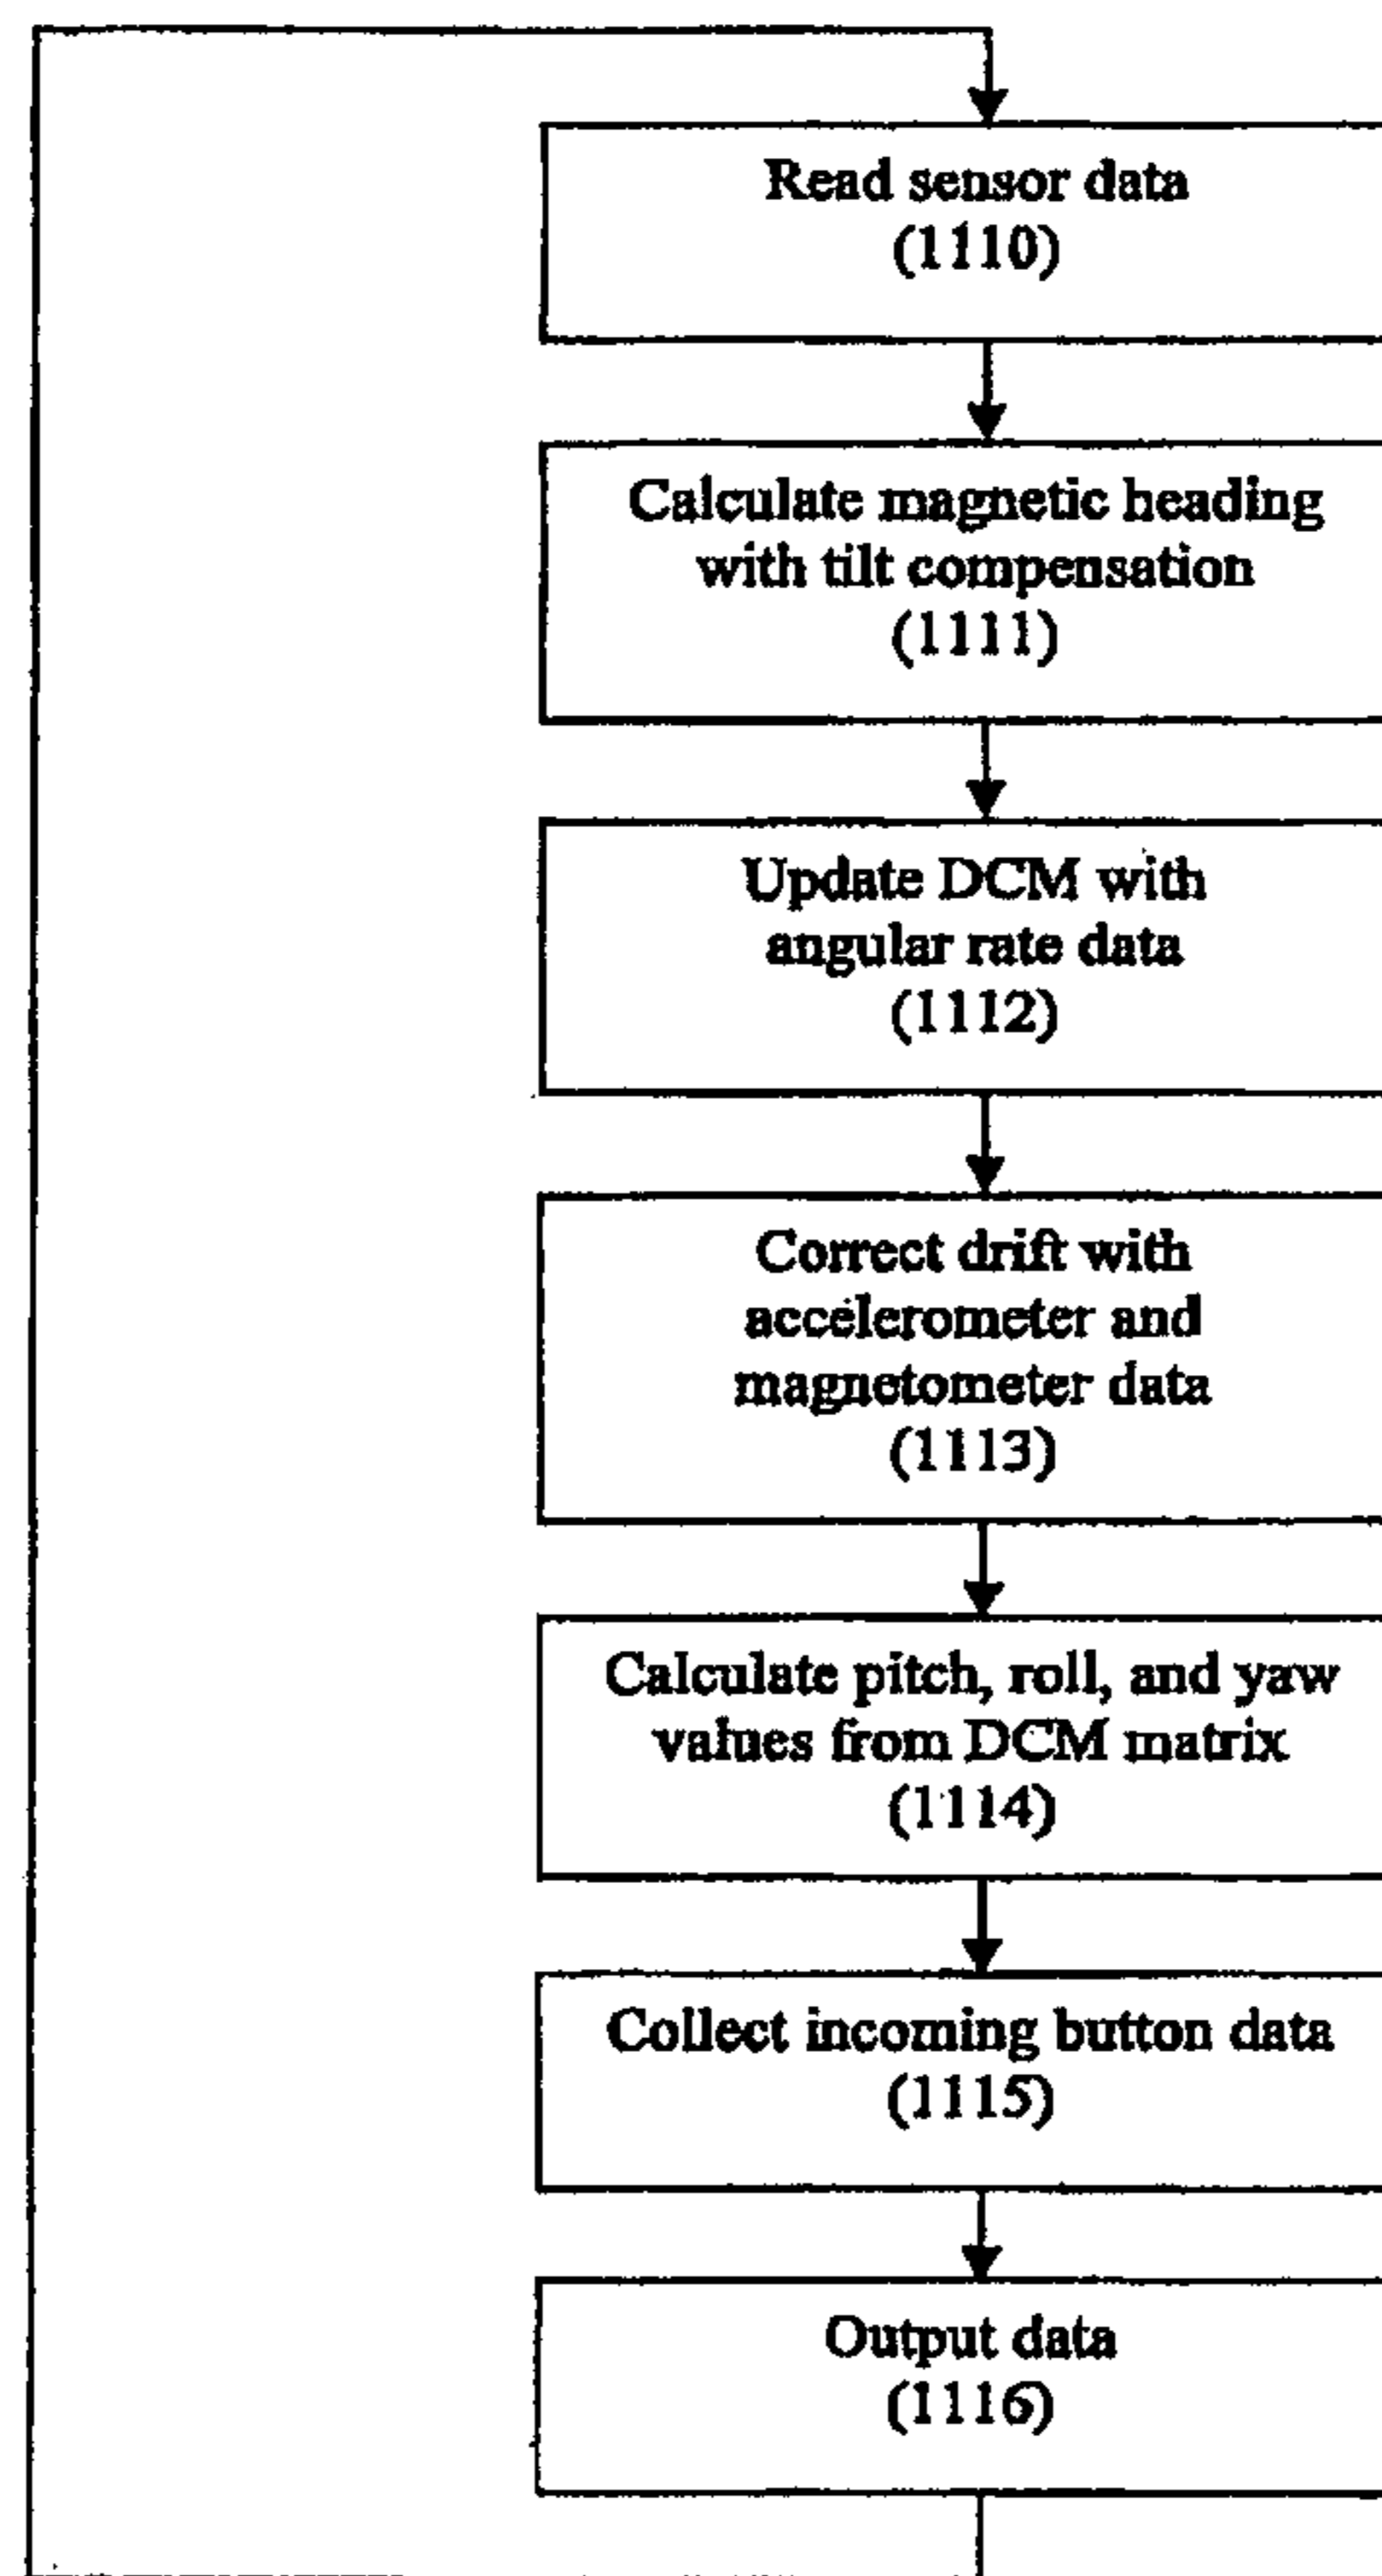 Read sensor data
(1110)
Calculate magnetic heading
with tilt compensation
(1111)
Update DCM with
angular rate data
(1112)
Correct drift with
accelerometer and
magnetometer data
(1113)
Calculate pitch, roll, and yaw
values from DCM matrix
(1114)
Collect incoming button data
(1115)
Output data
(1116)